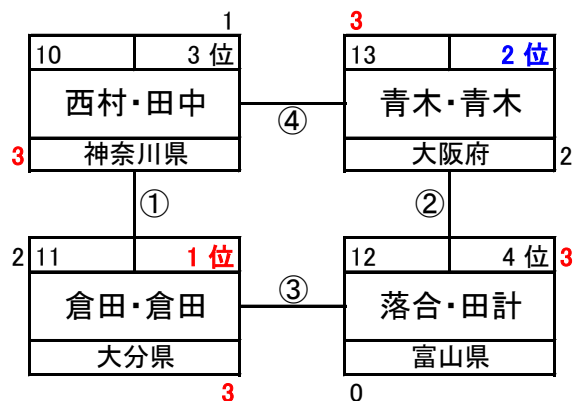 1 3
10 3位 13 2位
西村・田中 ④ 青木・青木
3 神奈川県 大阪府 2
① ②
2 11 1位 12 4位 3
倉田・倉田 ③ 落合・田計
大分県 富山県
3 0